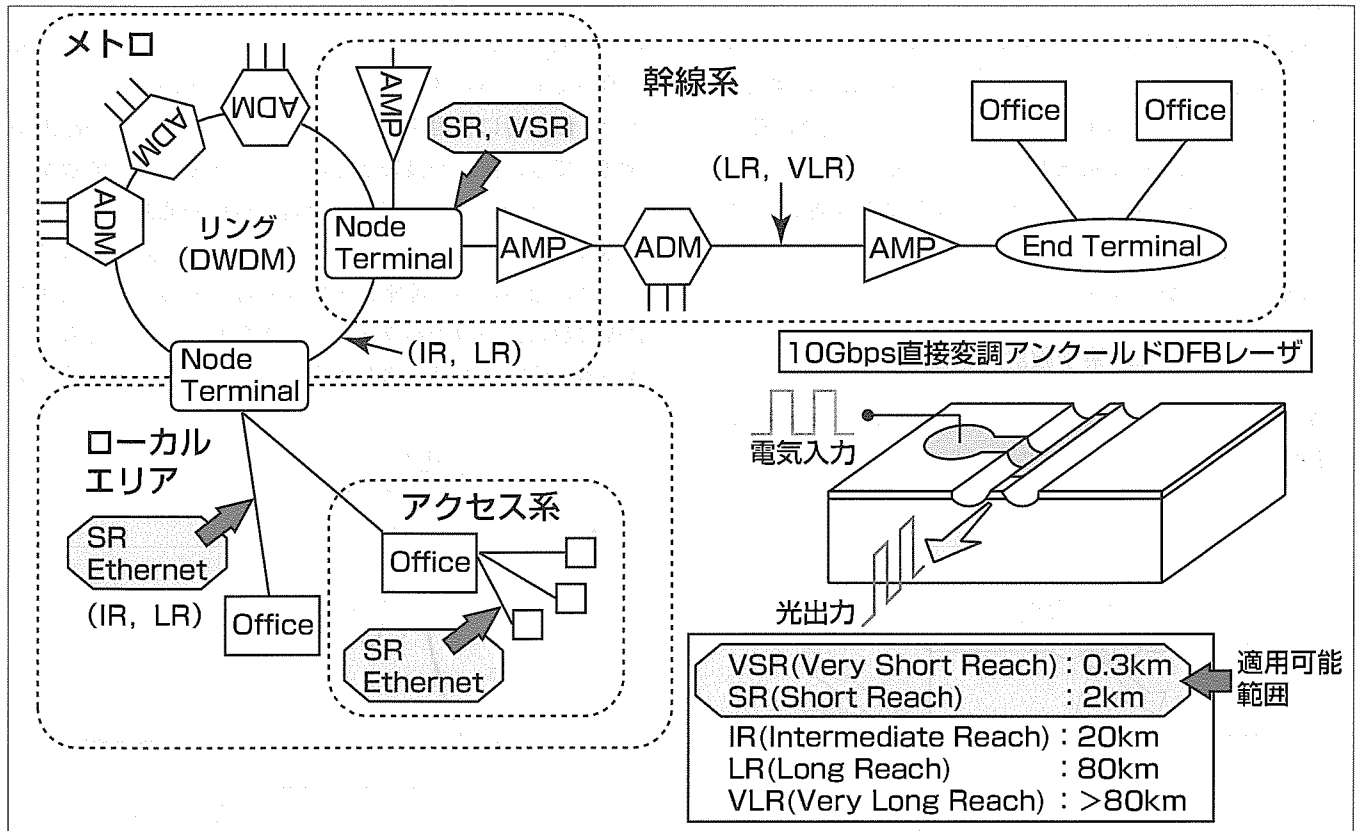 メトロ
ADM
ADM
ADM
リング
(DWDM)
AMP
SR, VSR
Node
Terminal
幹線系
AMP
ADM
(LR, VLR)
AMP
Office
Office
End Terminal
(IR, LR)
Node
Terminal
ローカル
エリア
SR
Ethernet
(IR, LR)
Office
アクセス系
Office
SR
Ethernet
10Gbps直接変調アンクールドDFBレーザ
電気入力
光出力
VSR(Very Short Reach) : 0.3km
SR(Short Reach) : 2km
適用可能
範囲
IR(Intermediate Reach) : 20km
LR(Long Reach) : 80km
VLR(Very Long Reach) : >80km